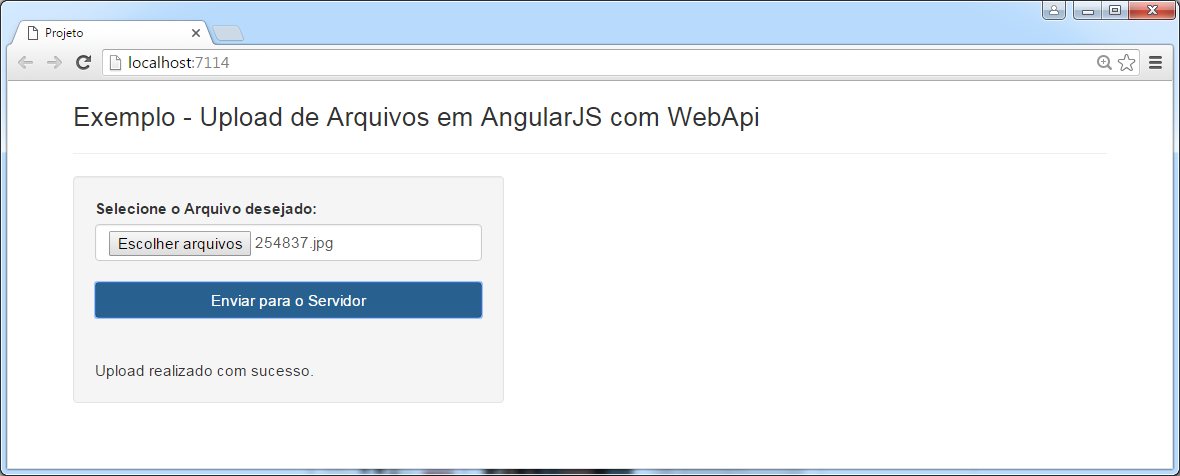 Projeto
localhost:7114
Exemplo - Upload de Arquivos em AngularJS com WebApi
Selecione o Arquivo desejado:
Escolher arquivos 254837.jpg
Enviar para o Servidor
Upload realizado com sucesso.